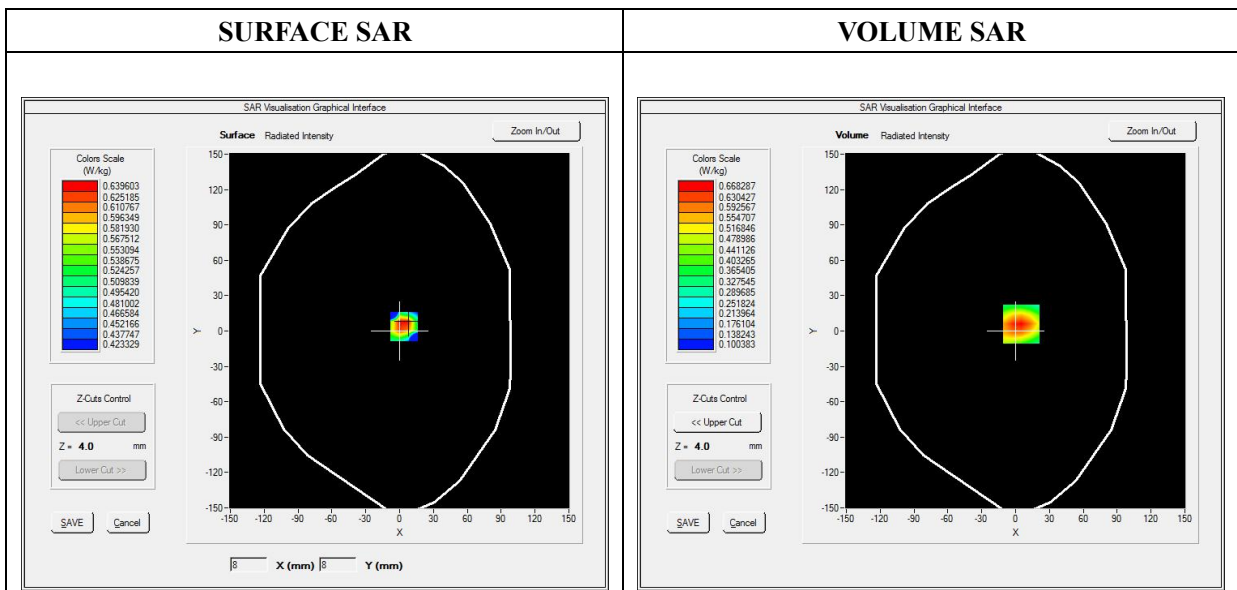 SURFACE SAR
VOLUME SAR
SAR Visualisation Graphical Interface
Surface Radiated Intensity
Zoom In/Out
Colors Scale
(W/kg)
0.639603
0.625185
0.610767
0.596349
0.581930
0.567512
0.553094
0.538675
0.524257
0.509839
0.495420
0.481002
0.466584
0.452166
0.437747
0.423329
Z-Cuts Control
<< Upper Cut
Z = 4.0 mm
Lower Cut >>
SAVE Cancel
150
120
90
60
30
0
-30
-60
-90
-120
-150
Y
-150 -120 -90 -60 -30 0 30 60 90 120 150
X
8 X (mm) 8 Y (mm)
SAR Visualisation Graphical Interface
Volume Radiated Intensity
Zoom In/Out
Colors Scale
(W/kg)
0.668287
0.630427
0.592567
0.554707
0.516846
0.478986
0.441126
0.403265
0.365405
0.327545
0.289685
0.251824
0.213964
0.176104
0.138243
0.100383
Z-Cuts Control
<< Upper Cut
Z = 4.0 mm
Lower Cut >>
SAVE Cancel
150
120
90
60
30
0
-30
-60
-90
-120
-150
Y
-150 -120 -90 -60 -30 0 30 60 90 120 150
X